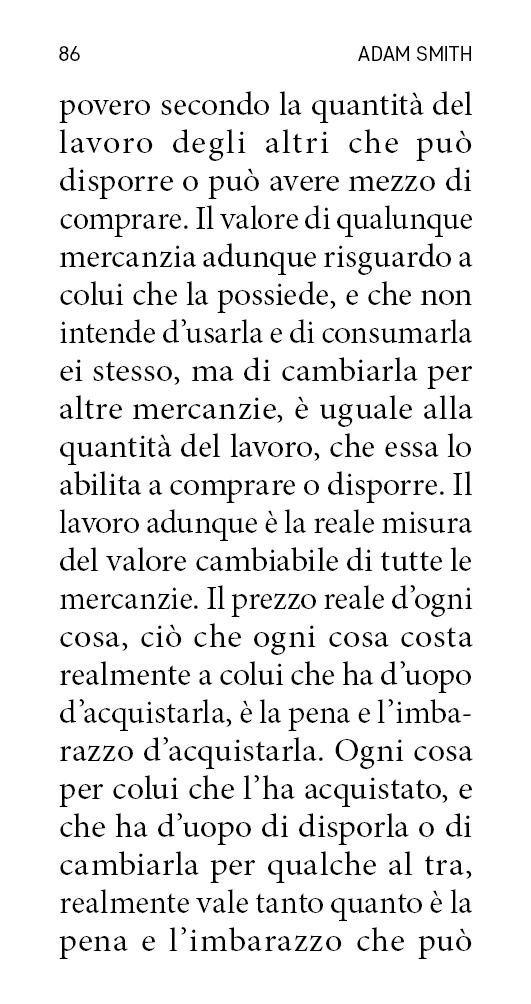 86 ADAM SMITH
povero secondo la quantità del
lavoro degli altri che può
disporre o può avere mezzo di
comprare. Il valore di qualunque
mercanzia adunque risguardo a
colui che la possiede, e che non
intende d’usarla e di consumarla
ei stesso, ma di cambiarla per
altre mercanzie, è uguale alla
quantità del lavoro, che essa lo
abilita a comprare o disporre. Il
lavoro adunque è la reale misura
del valore cambiabile di tutte le
mercanzie. Il prezzo reale d’ogni
cosa, ciò che ogni cosa costa
realmente a colui che ha d’uopo
d’acquistarla, è la pena e l’imba-
razzo d’acquistarla. Ogni cosa
per colui che l’ha acquistato, e
che ha d’uopo di disporla o di
cambiarla per qualche al tra,
realmente vale tanto quanto è la
pena e l’imbarazzo che può